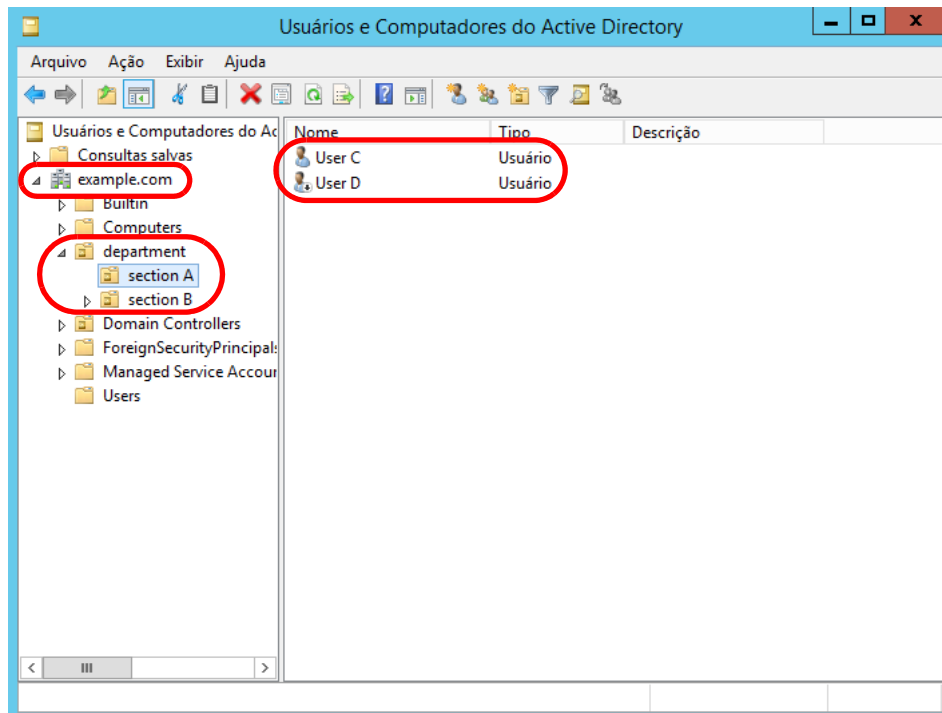 Usuários e Computadores do Active Directory
Arquivo Ação Exibir Ajuda
Usuários e Computadores do Ac
Consultas salvas
example.com
Builtin
Computers
department
section A
section B
Domain Controllers
ForeignSecurityPrincipals
Managed Service Accour
Users
Nome Tipo Descrição
User C Usuário
User D Usuário